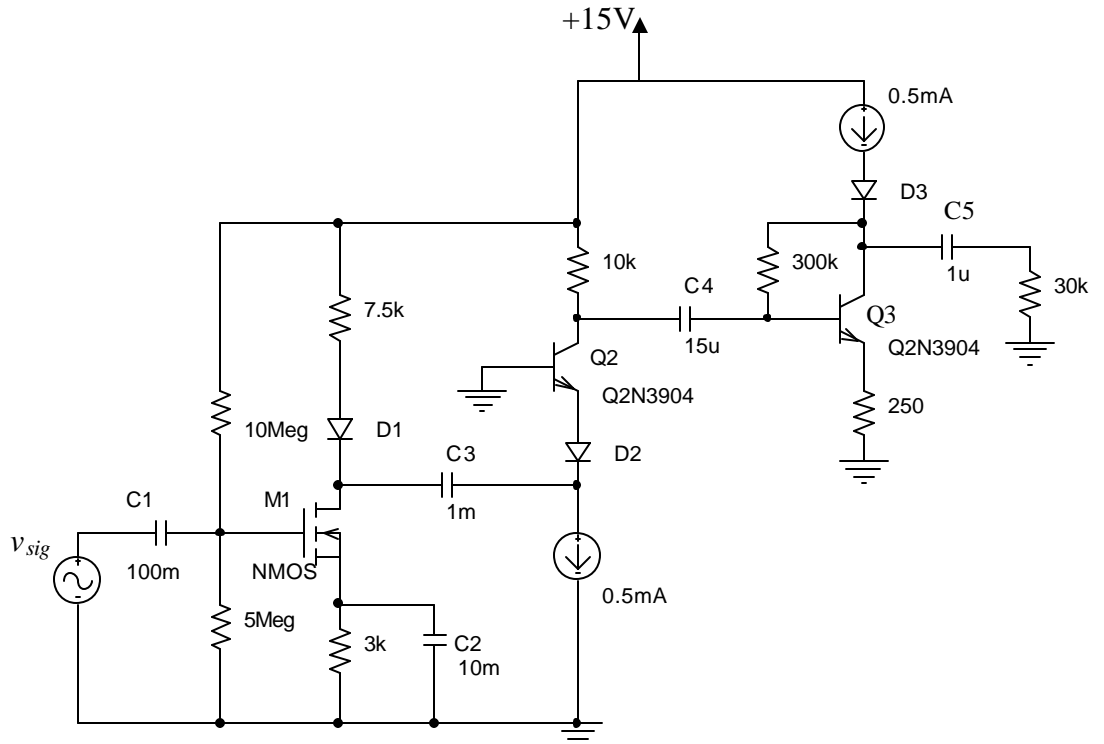 +15V
0.5mA
D3
C5
10k
300k
1u
30k
7.5k
C4
Q3
15u
Q2
Q2N3904
Q2N3904
250
10Meg
D1
D2
C3
C1
M1
1m
vsig
100m
NMOS
0.5mA
5Meg
3k
C2
10m